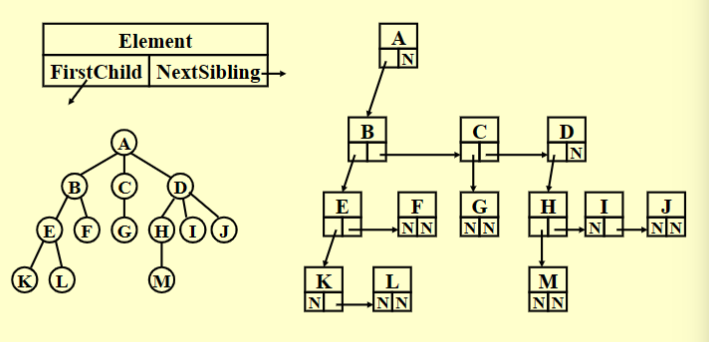 Element
FirstChild NextSibling
A
N
A
B C D
N
B C D
E F G H I J
N N N N N N N
E F G H I J
K L M
N N N N N
K L M